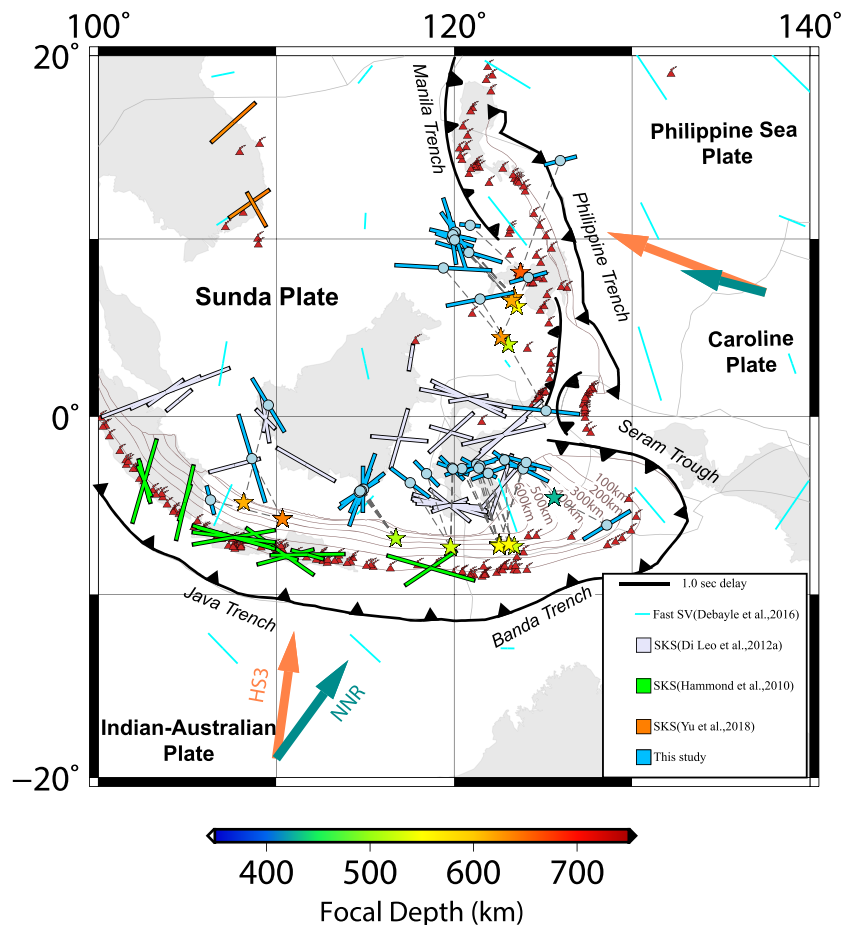 100° 120° 140°
20°
0°
−20°
Manila Trench
Philippine Sea
Plate
Philippine Trench
Sunda Plate
Caroline
Plate
Seram Trough
100km
200km
300km
400km
500km
600km
Java Trench
Banda Trench
HS3
NNR
Indian-Australian
Plate
1.0 sec delay
Fast SV(Debayle et al.,2016)
SKS(Di Leo et al.,2012a)
SKS(Hammond et al.,2010)
SKS(Yu et al.,2018)
This study
400 500 600 700
Focal Depth (km)